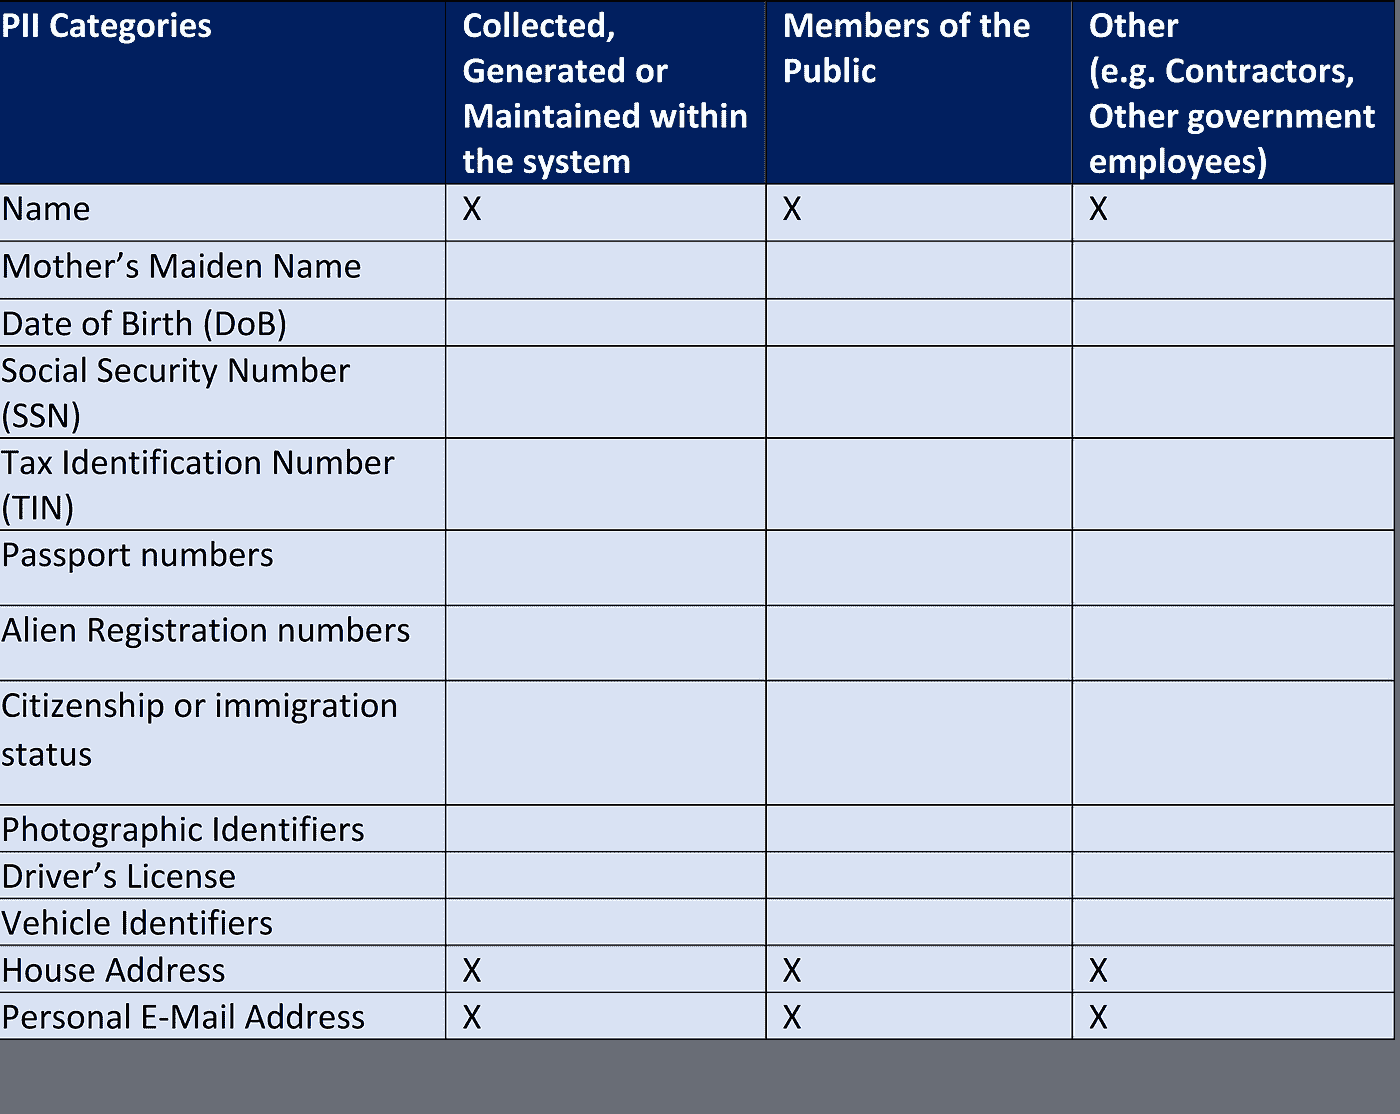 PII Categories
Collected,
Generated or
Maintained within
the system
Members of the
Public
Other
(e.g. Contractors,
Other government
employees)
Name X X X
Mother’s Maiden Name
Date of Birth (DoB)
Social Security Number
(SSN)
Tax Identification Number
(TIN)
Passport numbers
Alien Registration numbers
Citizenship or immigration
status
Photographic Identifiers
Driver’s License
Vehicle Identifiers
House Address X X X
Personal E-Mail Address X X X